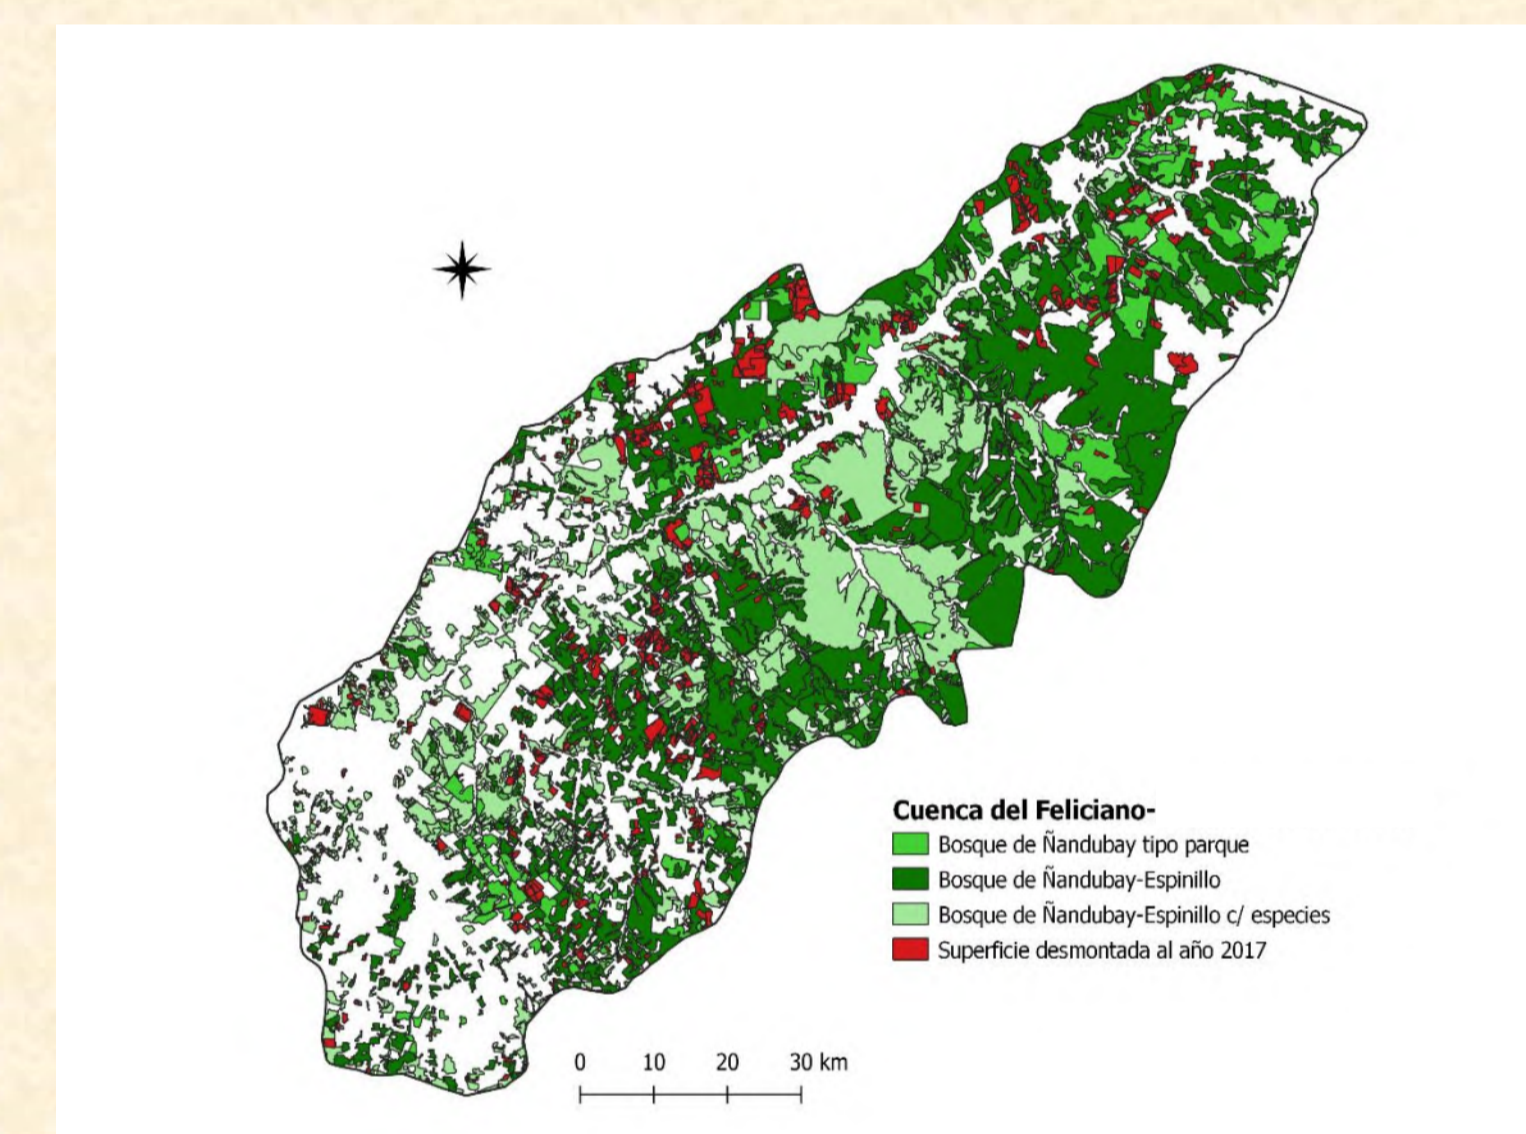 Cuenca del Feliciano-
Bosque de Ñandubay tipo parque
Bosque de Ñandubay-Espinillo
Bosque de Ñandubay-Espinillo c/ especies
Superficie desmontada al año 2017
0 10 20 30 km